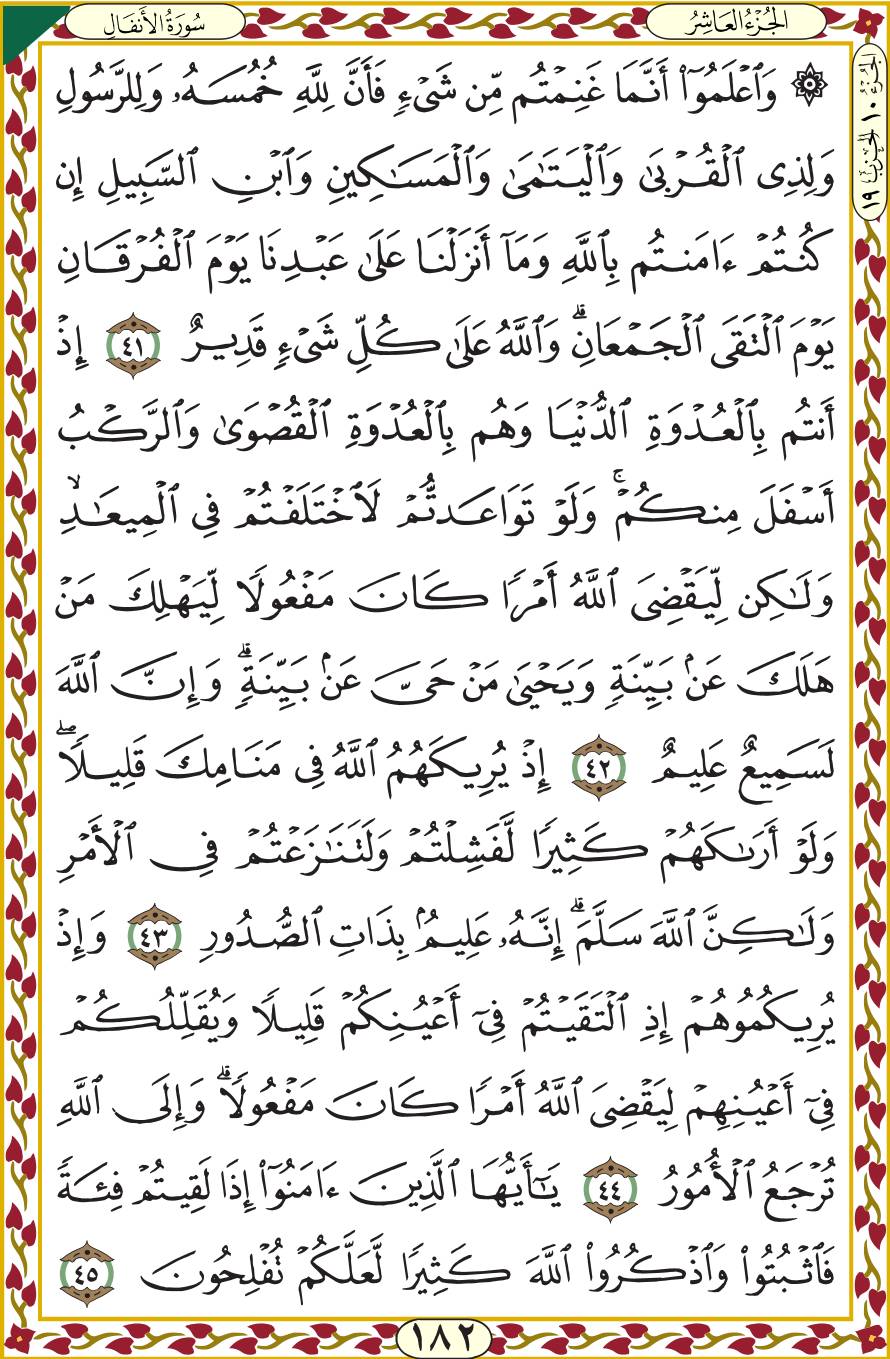 الجُزْءُ العَاشِرُ
سُورَةُ الأَنفَالِ
الجُزْءُ ١٠ الحِزْبُ ١٩
۞ وَٱعۡلَمُوٓاْ أَنَّمَا غَنِمۡتُم مِّن شَيۡءٖ فَأَنَّ لِلَّهِ خُمُسَهُۥ وَلِلرَّسُولِ
وَلِذِي ٱلۡقُرۡبَىٰ وَٱلۡيَتَٰمَىٰ وَٱلۡمَسَٰكِينِ وَٱبۡنِ ٱلسَّبِيلِ إِن
كُنتُمۡ ءَامَنتُم بِٱللَّهِ وَمَآ أَنزَلۡنَا عَلَىٰ عَبۡدِنَا يَوۡمَ ٱلۡفُرۡقَانِ
يَوۡمَ ٱلۡتَقَى ٱلۡجَمۡعَانِۗ وَٱللَّهُ عَلَىٰ كُلِّ شَيۡءٖ قَدِيرٌ ٤١ إِذۡ
أَنتُم بِٱلۡعُدۡوَةِ ٱلدُّنۡيَا وَهُم بِٱلۡعُدۡوَةِ ٱلۡقُصۡوَىٰ وَٱلرَّكۡبُ
أَسۡفَلَ مِنكُمۡۚ وَلَوۡ تَوَاعَدتُّمۡ لَٱخۡتَلَفۡتُمۡ فِي ٱلۡمِيعَٰدِۙ
وَلَٰكِن لِّيَقۡضِيَ ٱللَّهُ أَمۡرٗا كَانَ مَفۡعُولٗا لِّيَهۡلِكَ مَنۡ
هَلَكَ عَنۢ بَيِّنَةٖ وَيَحۡيَىٰ مَنۡ حَيَّ عَنۢ بَيِّنَةٖۗ وَإِنَّ ٱللَّهَ
لَسَمِيعٌ عَلِيمٌ ٤٢ إِذۡ يُرِيكَهُمُ ٱللَّهُ فِي مَنَامِكَ قَلِيلٗاۖ
وَلَوۡ أَرَىٰكَهُمۡ كَثِيرٗا لَّفَشِلۡتُمۡ وَلَتَنَٰزَعۡتُمۡ فِي ٱلۡأَمۡرِ
وَلَٰكِنَّ ٱللَّهَ سَلَّمَۗ إِنَّهُۥ عَلِيمُۢ بِذَاتِ ٱلصُّدُورِ ٤٣ وَإِذۡ
يُرِيكُمُوهُمۡ إِذِ ٱلۡتَقَيۡتُمۡ فِيٓ أَعۡيُنِكُمۡ قَلِيلٗا وَيُقَلِّلُكُمۡ
فِيٓ أَعۡيُنِهِمۡ لِيَقۡضِيَ ٱللَّهُ أَمۡرٗا كَانَ مَفۡعُولٗاۗ وَإِلَى ٱللَّهِ
تُرۡجَعُ ٱلۡأُمُورُ ٤٤ يَٰٓأَيُّهَا ٱلَّذِينَ ءَامَنُوٓاْ إِذَا لَقِيتُمۡ فِئَةٗ
فَٱثۡبُتُواْ وَٱذۡكُرُواْ ٱللَّهَ كَثِيرٗا لَّعَلَّكُمۡ تُفۡلِحُونَ ٤٥
١٨٢